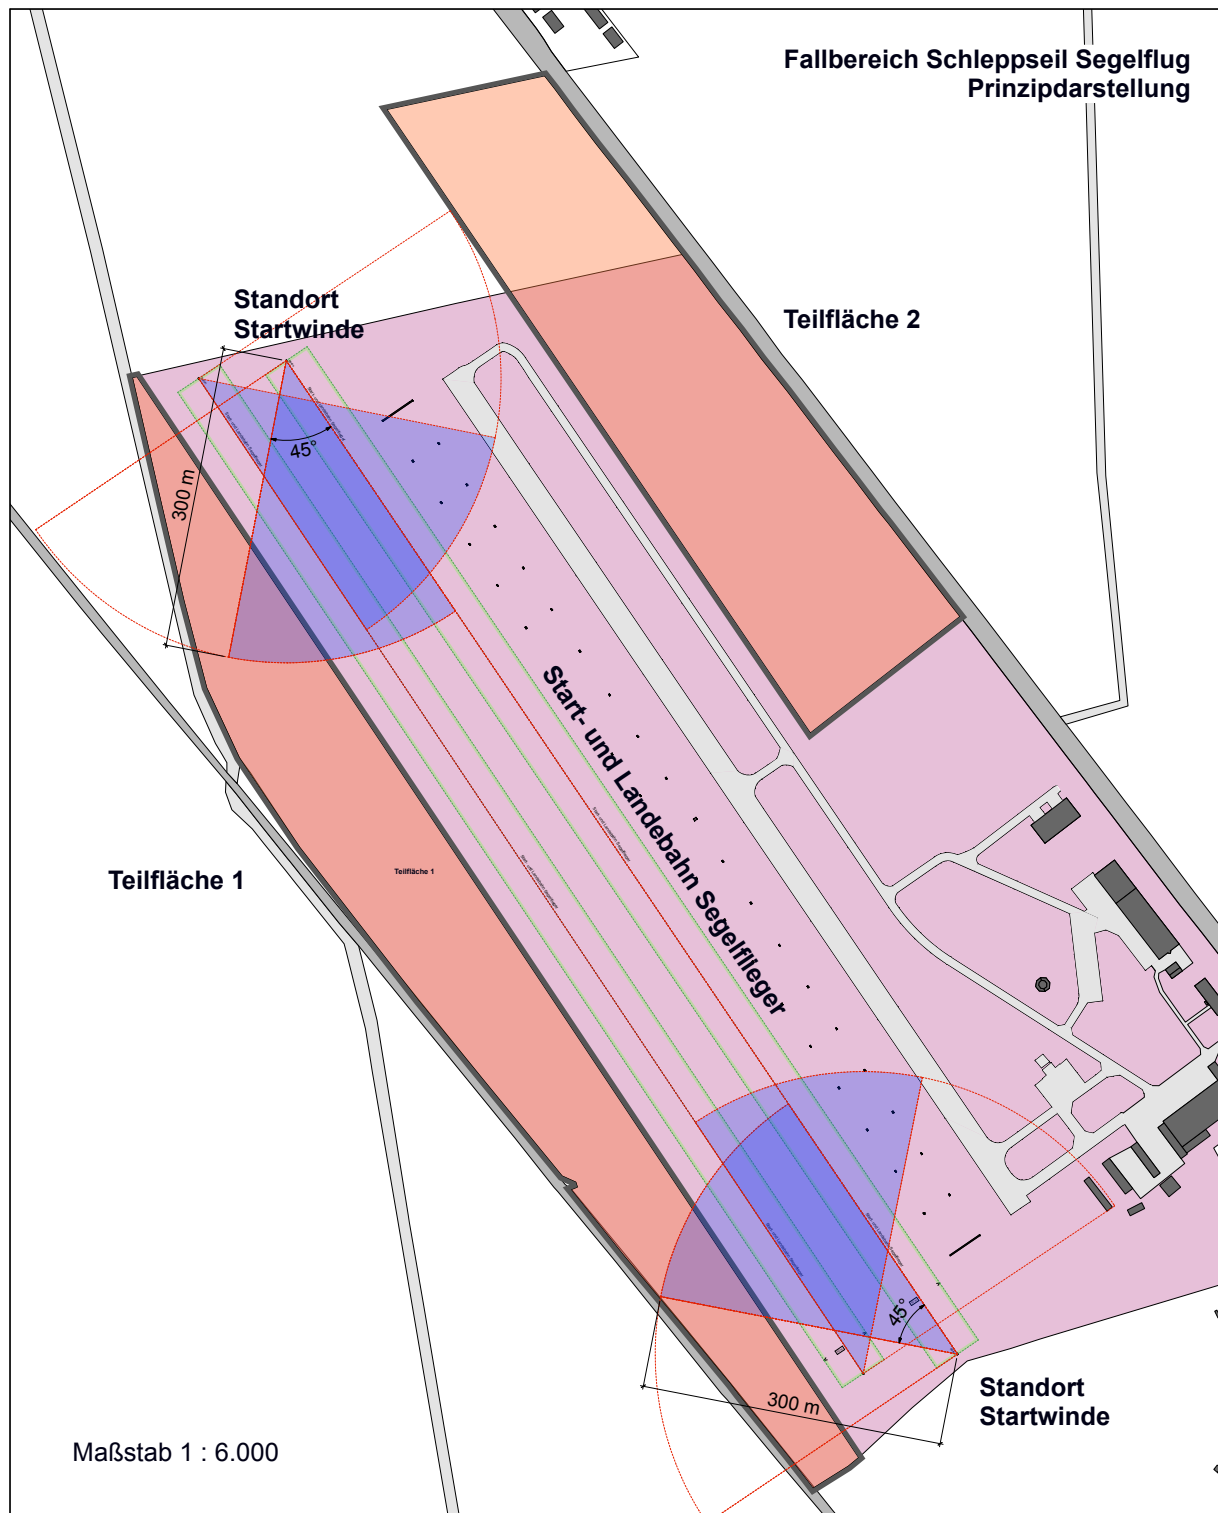 Fallbereich Schleppseil Segelflug
Prinzipdarstellung
Standort
Startwinde
Teilfläche 2
45°
300 m
Start- und Landebahn Segelflieger
Teilfläche 1
Teilfläche 1
45°
300 m
Standort
Startwinde
Maßstab 1 : 6.000